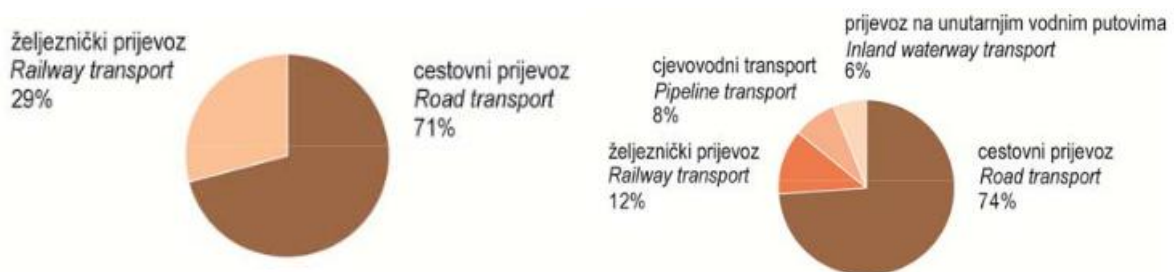 željeznički prijevoz
Railway transport
29%
cestovni prijevoz
Road transport
71%
prijevoz na unutarnjim vodnim putovima
Inland waterway transport
6%
cjevovodni transport
Pipeline transport
8%
željeznički prijevoz
Railway transport
12%
cestovni prijevoz
Road transport
74%